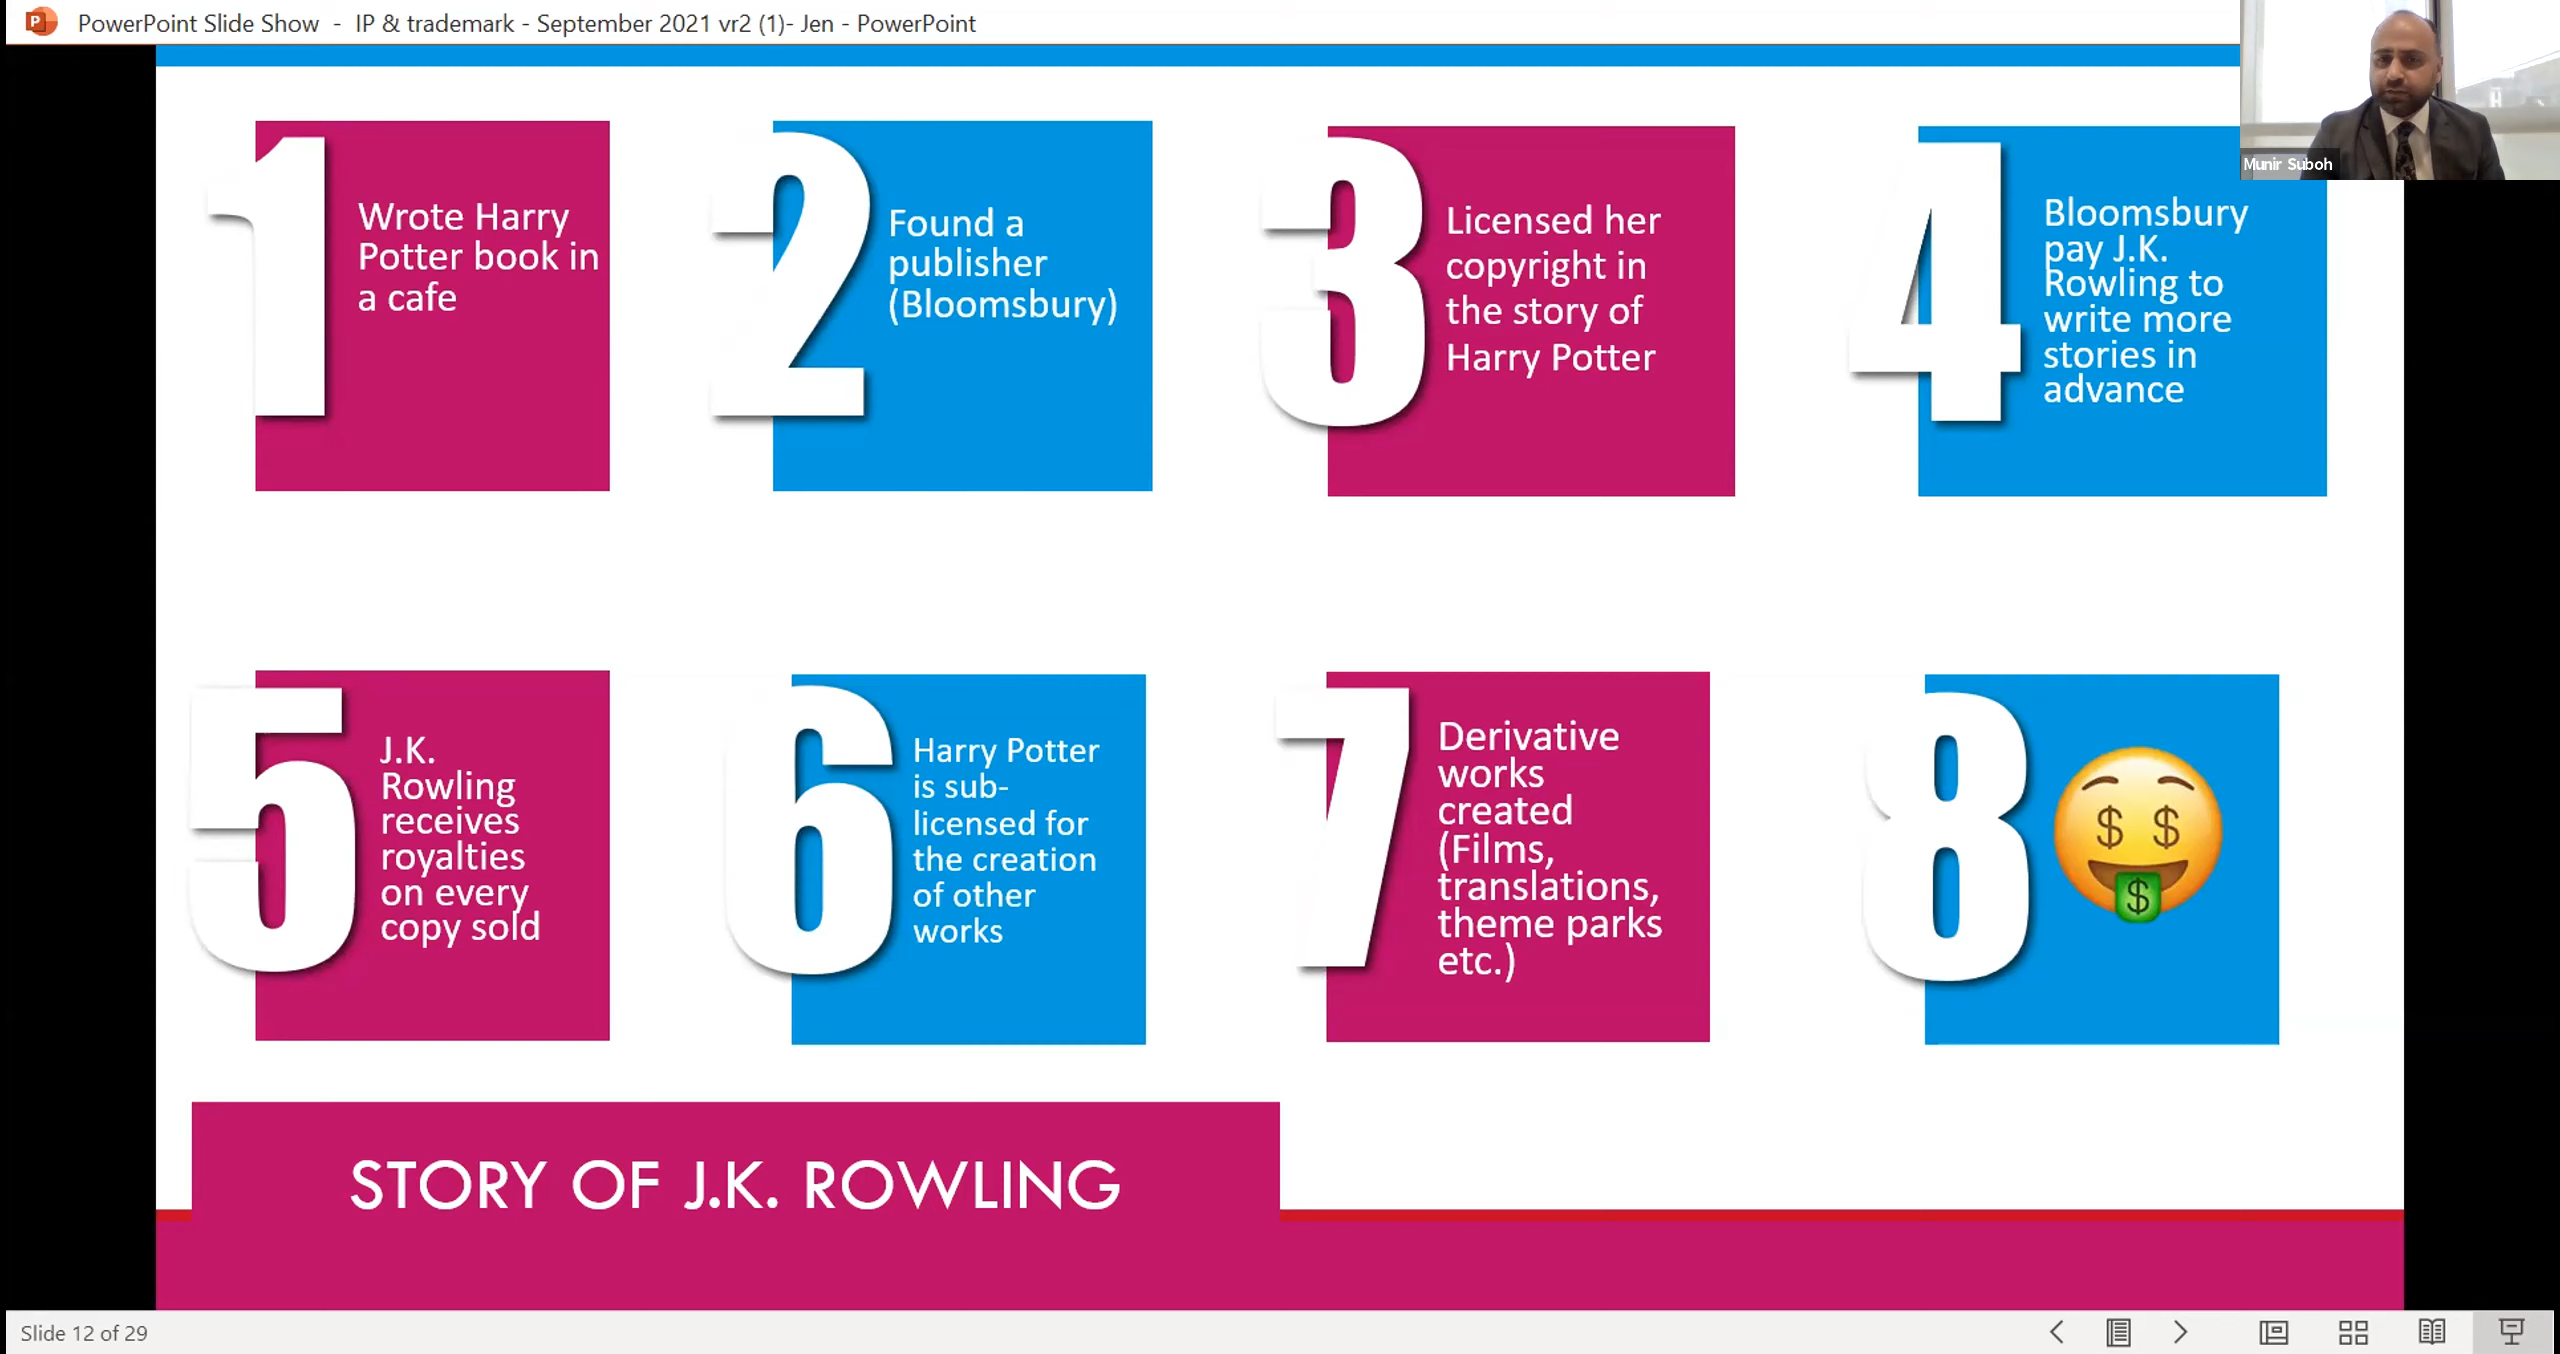 PowerPoint Slide Show - IP & trademark - September 2021 vr2 (1)- Jen - PowerPoint
Munir Suboh
1
Wrote Harry
Potter book in
a cafe
2
Found a
publisher
(Bloomsbury)
3
Licensed her
copyright in
the story of
Harry Potter
4
Bloomsbury
pay J.K.
Rowling to
write more
stories in
advance
5
J.K.
Rowling
receives
royalties
on every
copy sold
6
Harry Potter
is sub-
licensed for
the creation
of other
works
7
Derivative
works
created
(Films,
translations,
theme parks
etc.)
8
$ $
$
STORY OF J.K. ROWLING
Slide 12 of 29